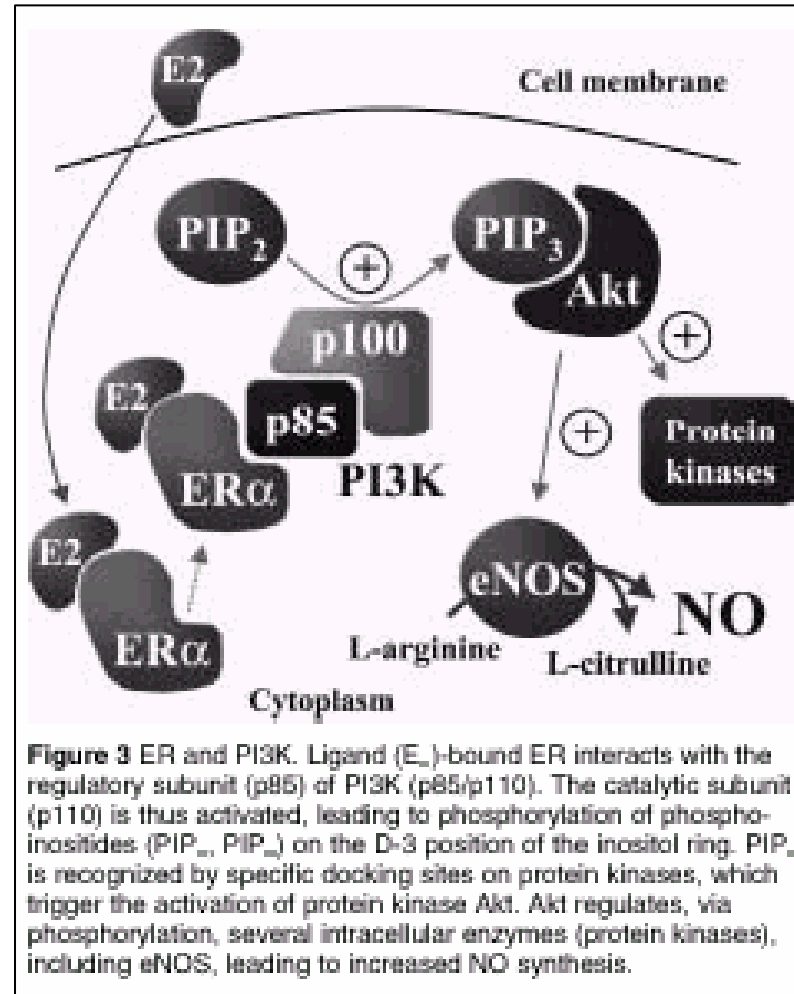 E2
Cell membrane
PIP2
+
PIP3
Akt
p100
+
E2
p85
+
Protein
kinases
ERα
PI3K
E2
eNOS
NO
ERα
L-arginine
L-citrulline
Cytoplasm
Figure 3 ER and PI3K. Ligand (E )-bound ER interacts with the
regulatory subunit (p85) of PI3K (p85/p110). The catalytic subunit
(p110) is thus activated, leading to phosphorylation of phospho-
inositides (PIP , PIP ) on the D-3 position of the inositol ring. PIP
is recognized by specific docking sites on protein kinases, which
trigger the activation of protein kinase Akt. Akt regulates, via
phosphorylation, several intracellular enzymes (protein kinases),
including eNOS, leading to increased NO synthesis.